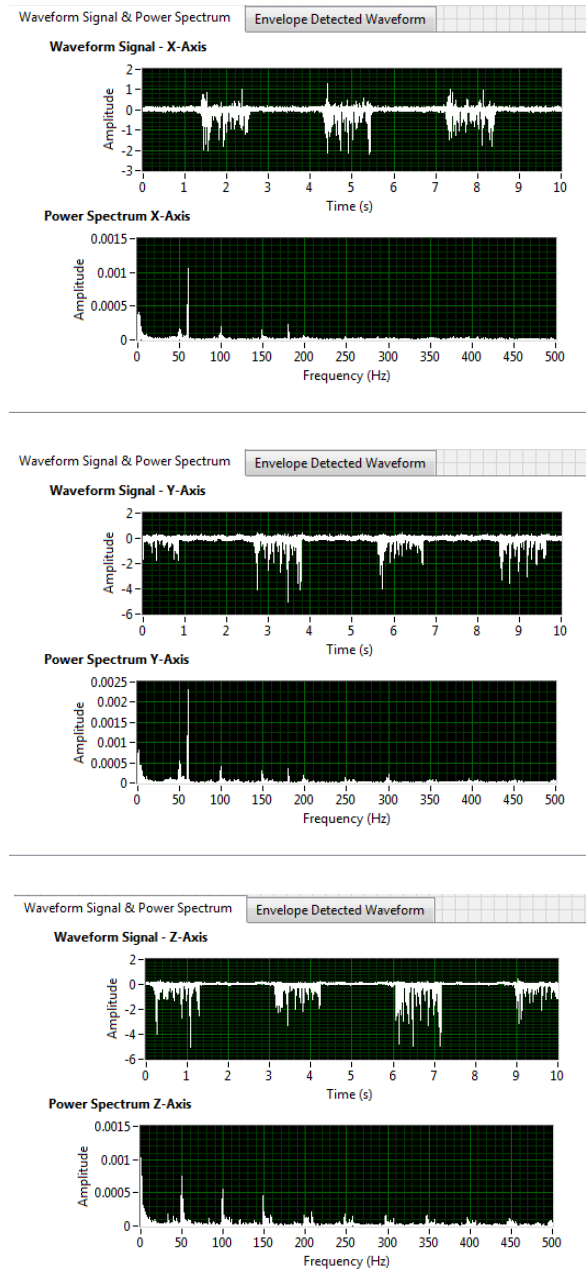 Waveform Signal & Power Spectrum Envelope Detected Waveform
Waveform Signal - X-Axis
2
1
0
-1
-2
-3
Amplitude
0 1 2 3 4 5 6 7 8 9 10
Time (s)
Power Spectrum X-Axis
0.0015
0.001
0.0005
0
Amplitude
0 50 100 150 200 250 300 350 400 450 500
Frequency (Hz)
Waveform Signal & Power Spectrum Envelope Detected Waveform
Waveform Signal - Y-Axis
2
0
-2
-4
-6
Amplitude
0 1 2 3 4 5 6 7 8 9 10
Time (s)
Power Spectrum Y-Axis
0.0025
0.002
0.0015
0.001
0.0005
0
Amplitude
0 50 100 150 200 250 300 350 400 450 500
Frequency (Hz)
Waveform Signal & Power Spectrum Envelope Detected Waveform
Waveform Signal - Z-Axis
2
0
-2
-4
-6
Amplitude
0 1 2 3 4 5 6 7 8 9 10
Time (s)
Power Spectrum Z-Axis
0.0015
0.001
0.0005
0
Amplitude
0 50 100 150 200 250 300 350 400 450 500
Frequency (Hz)